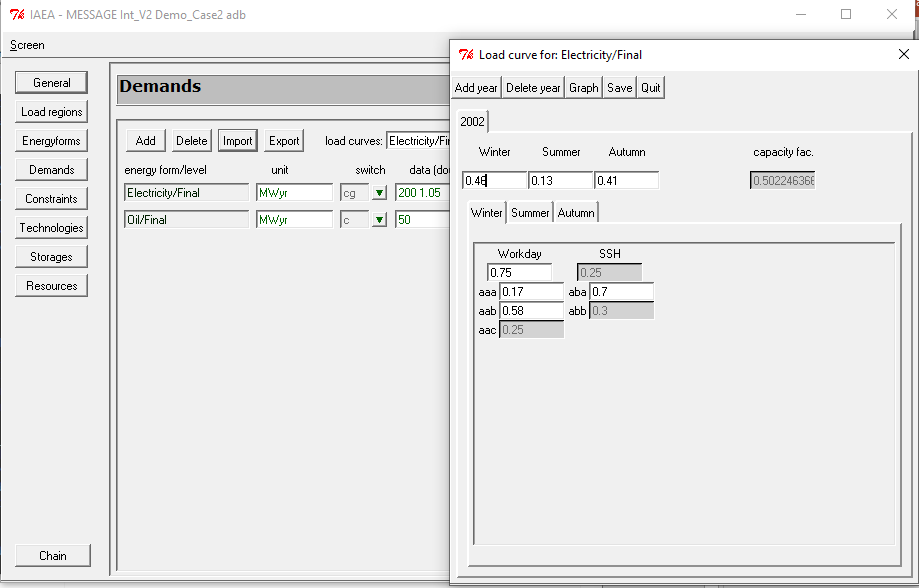 IAEA - MESSAGE Int_V2 Demo_Case2 adb
Screen
General
Load regions
Energyforms
Demands
Constraints
Technologies
Storages
Resources
Chain
Demands
Add Delete Import Export load curves: Electricity/Fi
energy form/level unit switch data (do
Electricity/Final MWyr cg 200 1.05
Oil/Final MWyr c 50
Load curve for: Electricity/Final
Add year Delete year Graph Save Quit
2002
Winter Summer Autumn capacity fac.
0.46 0.13 0.41 0.502246366
Winter Summer Autumn
Workday SSH
0.75 0.25
aaa 0.17 aba 0.7
aab 0.58 abb 0.3
aac 0.25